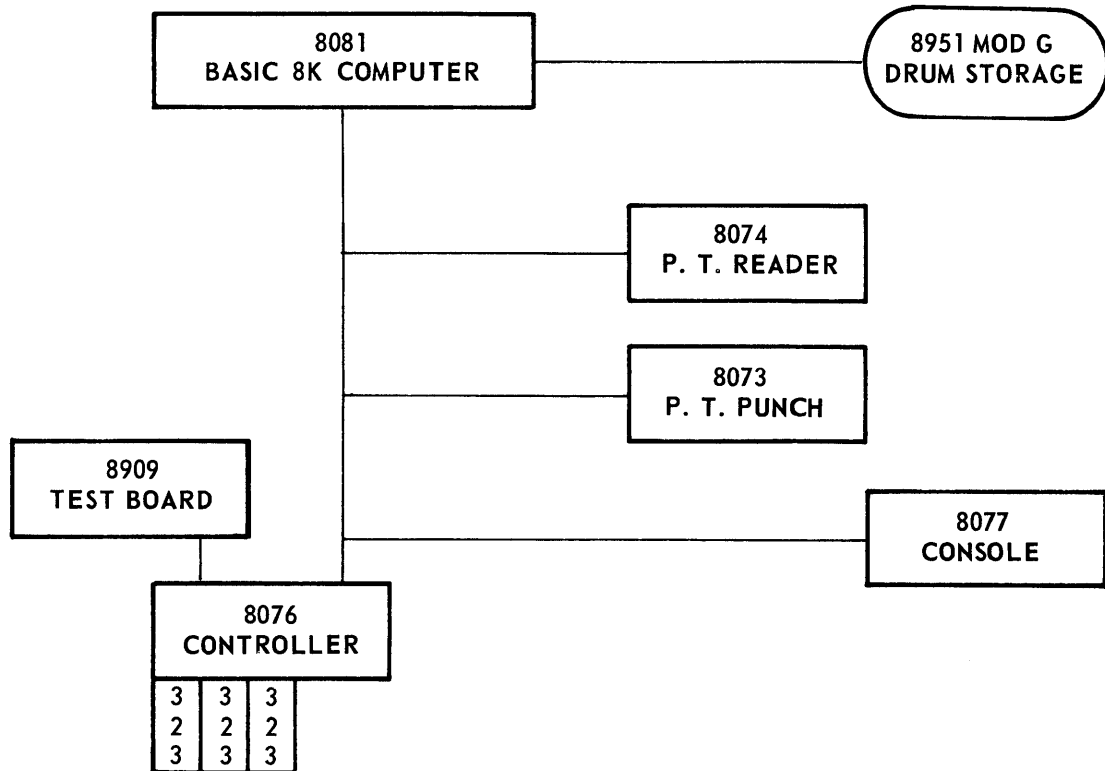 8081
BASIC 8K COMPUTER
8951 MOD G
DRUM STORAGE
8074
P. T. READER
8073
P. T. PUNCH
8909
TEST BOARD
8077
CONSOLE
8076
CONTROLLER
3 3 3
2 2 2
3 3 3